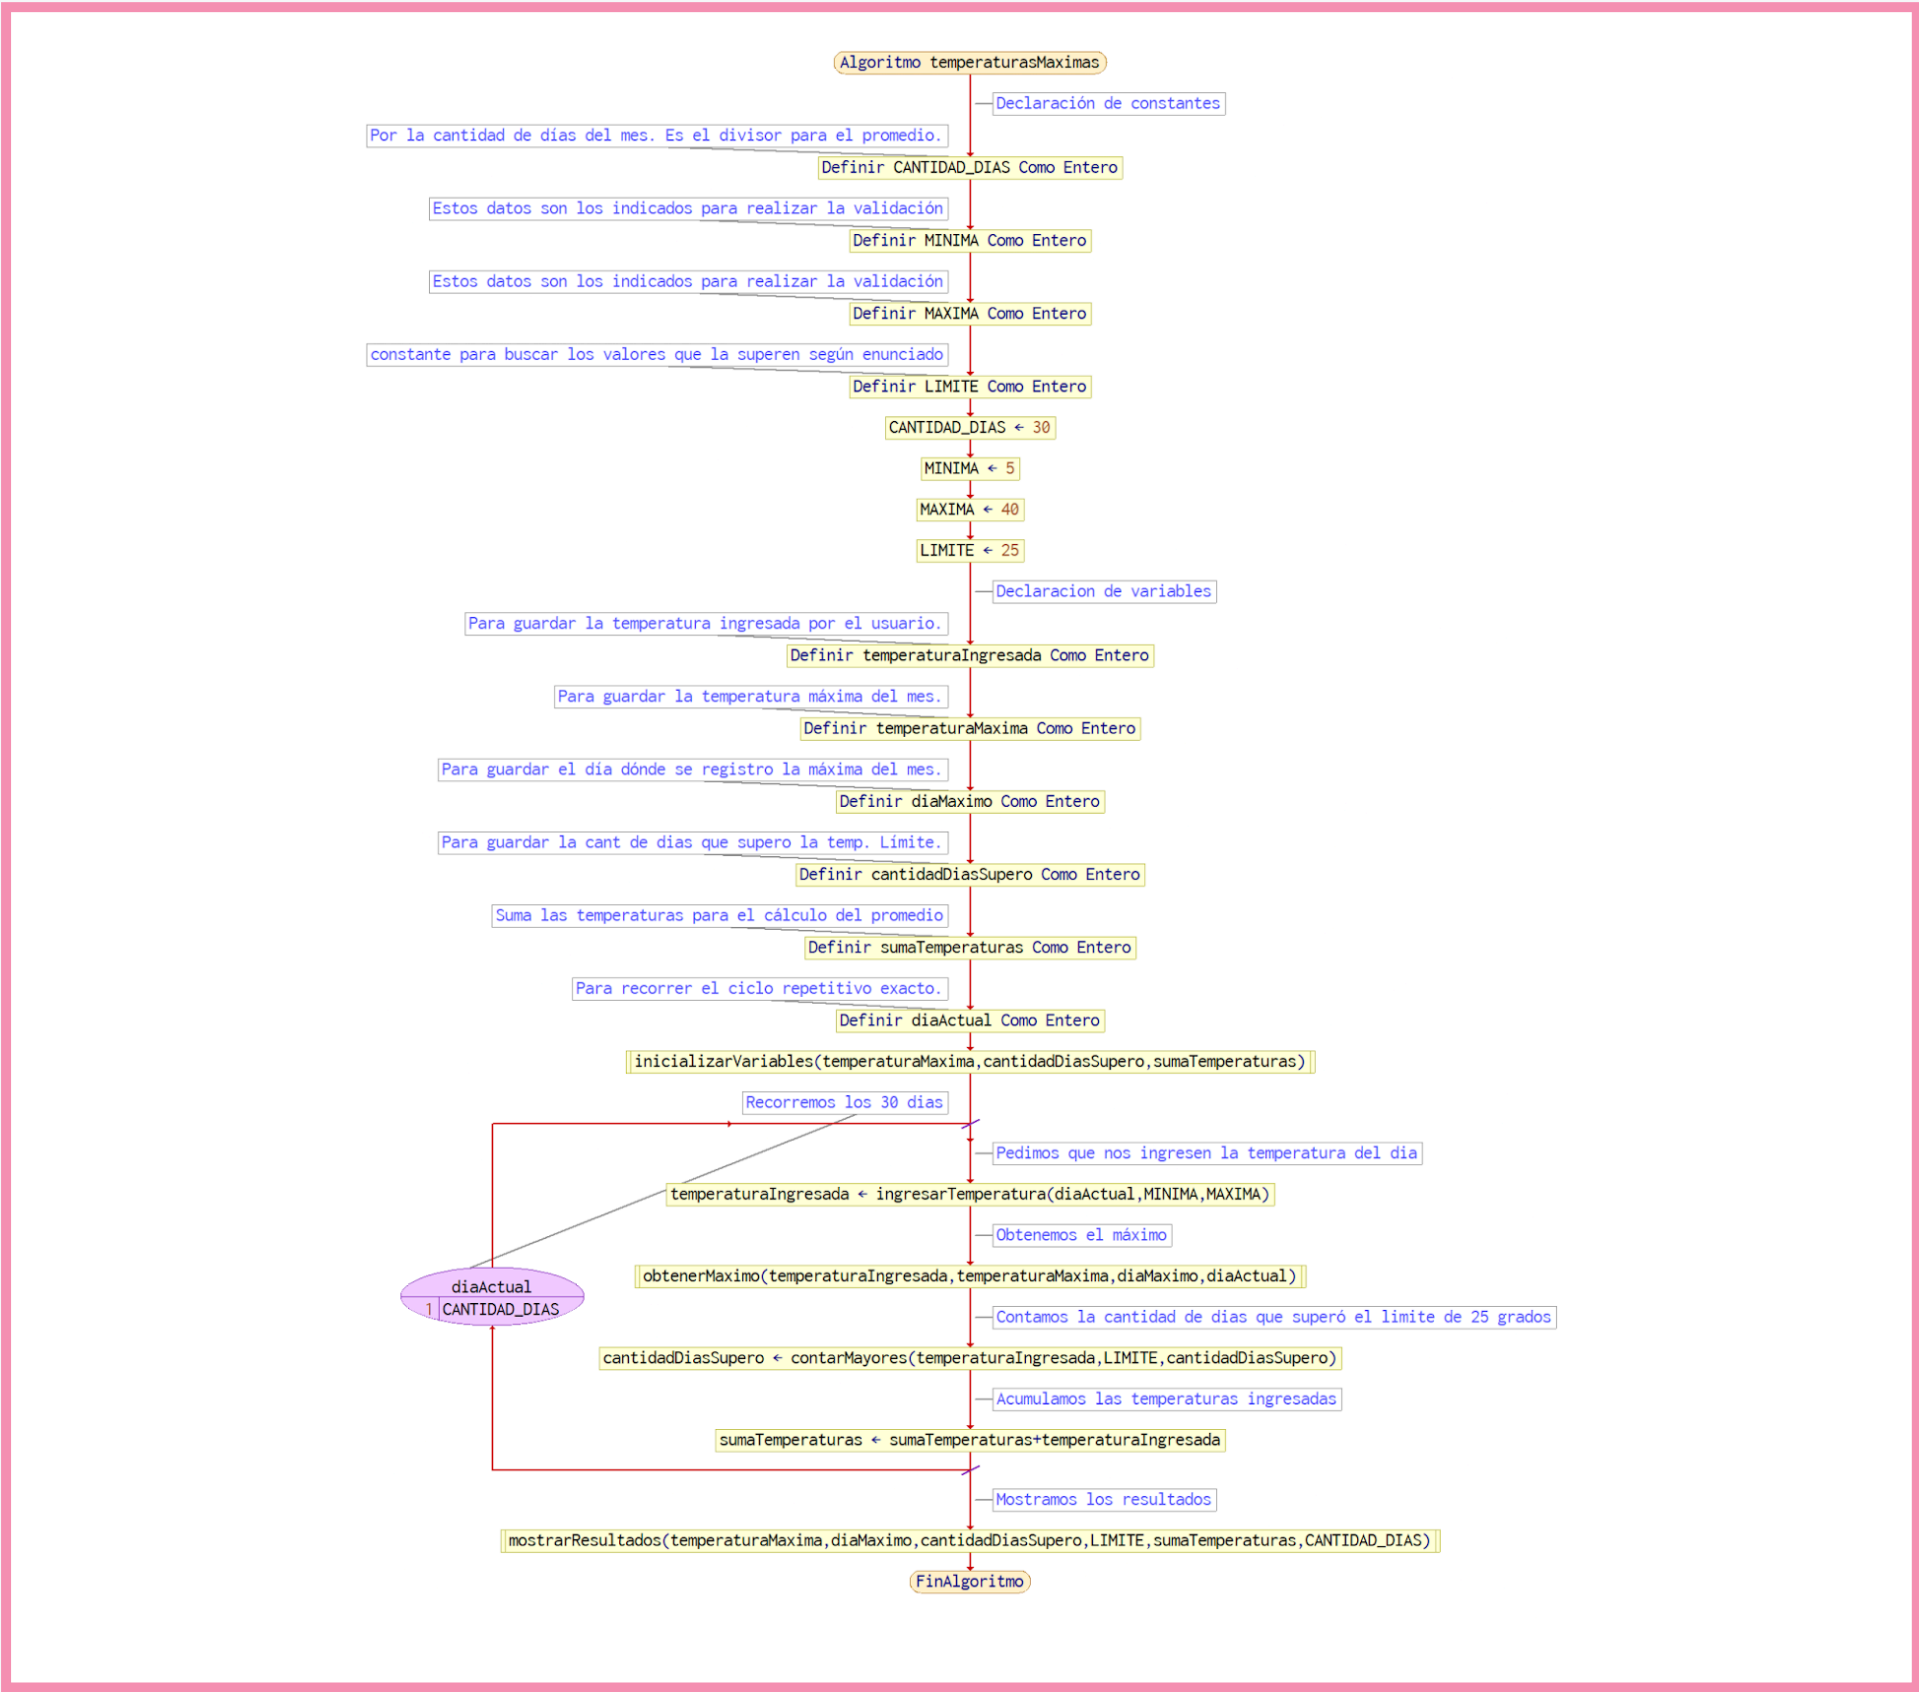 Algoritmo temperaturasMaximas
Declaración de constantes
Por la cantidad de días del mes. Es el divisor para el promedio.
Definir CANTIDAD_DIAS Como Entero
Estos datos son los indicados para realizar la validación
Definir MINIMA Como Entero
Estos datos son los indicados para realizar la validación
Definir MAXIMA Como Entero
constante para buscar los valores que la superen según enunciado
Definir LIMITE Como Entero
CANTIDAD_DIAS ← 30
MINIMA ← 5
MAXIMA ← 40
LIMITE ← 25
Declaracion de variables
Para guardar la temperatura ingresada por el usuario.
Definir temperaturaIngresada Como Entero
Para guardar la temperatura máxima del mes.
Definir temperaturaMaxima Como Entero
Para guardar el día dónde se registro la máxima del mes.
Definir diaMaximo Como Entero
Para guardar la cant de dias que supero la temp. Límite.
Definir cantidadDiasSupero Como Entero
Suma las temperaturas para el cálculo del promedio
Definir sumaTemperaturas Como Entero
Para recorrer el ciclo repetitivo exacto.
Definir diaActual Como Entero
inicializarVariables(temperaturaMaxima,cantidadDiasSupero,sumaTemperaturas)
Recorremos los 30 dias
Pedimos que nos ingresen la temperatura del dia
temperaturaIngresada ← ingresarTemperatura(diaActual,MINIMA,MAXIMA)
Obtenemos el máximo
obtenerMaximo(temperaturaIngresada,temperaturaMaxima,diaMaximo,diaActual)
diaActual
1 CANTIDAD_DIAS
Contamos la cantidad de dias que superó el limite de 25 grados
cantidadDiasSupero ← contarMayores(temperaturaIngresada,LIMITE,cantidadDiasSupero)
Acumulamos las temperaturas ingresadas
sumaTemperaturas ← sumaTemperaturas+temperaturaIngresada
Mostramos los resultados
mostrarResultados(temperaturaMaxima,diaMaximo,cantidadDiasSupero,LIMITE,sumaTemperaturas,CANTIDAD_DIAS)
FinAlgoritmo